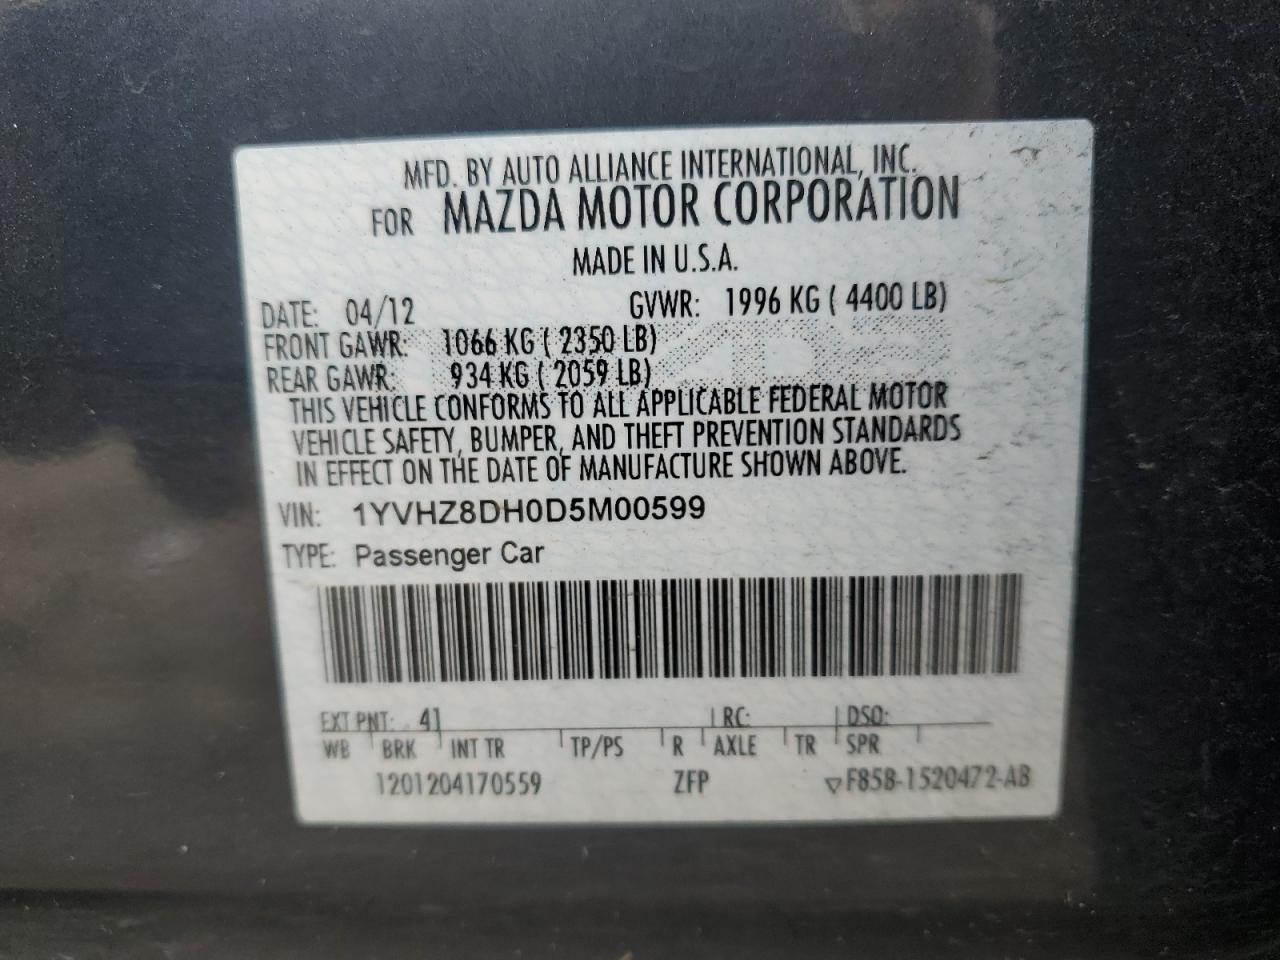 MFD. BY AUTO ALLIANCE INTERNATIONAL, INC.
FOR MAZDA MOTOR CORPORATION
MADE IN U.S.A.
DATE: 04/12 GVWR: 1996 KG ( 4400 LB)
FRONT GAWR: 1066 KG ( 2350 LB)
REAR GAWR: 934 KG ( 2059 LB)
THIS VEHICLE CONFORMS TO ALL APPLICABLE FEDERAL MOTOR
VEHICLE SAFETY, BUMPER, AND THEFT PREVENTION STANDARDS
IN EFFECT ON THE DATE OF MANUFACTURE SHOWN ABOVE.
VIN: 1YVHZ8DH0D5M00599
TYPE: Passenger Car
EXT PNT: 41 RC: DSO:
WB BRK INT TR TP/PS R AXLE TR SPR
1201204170559 ZFP ▽F85B-1520472-AB